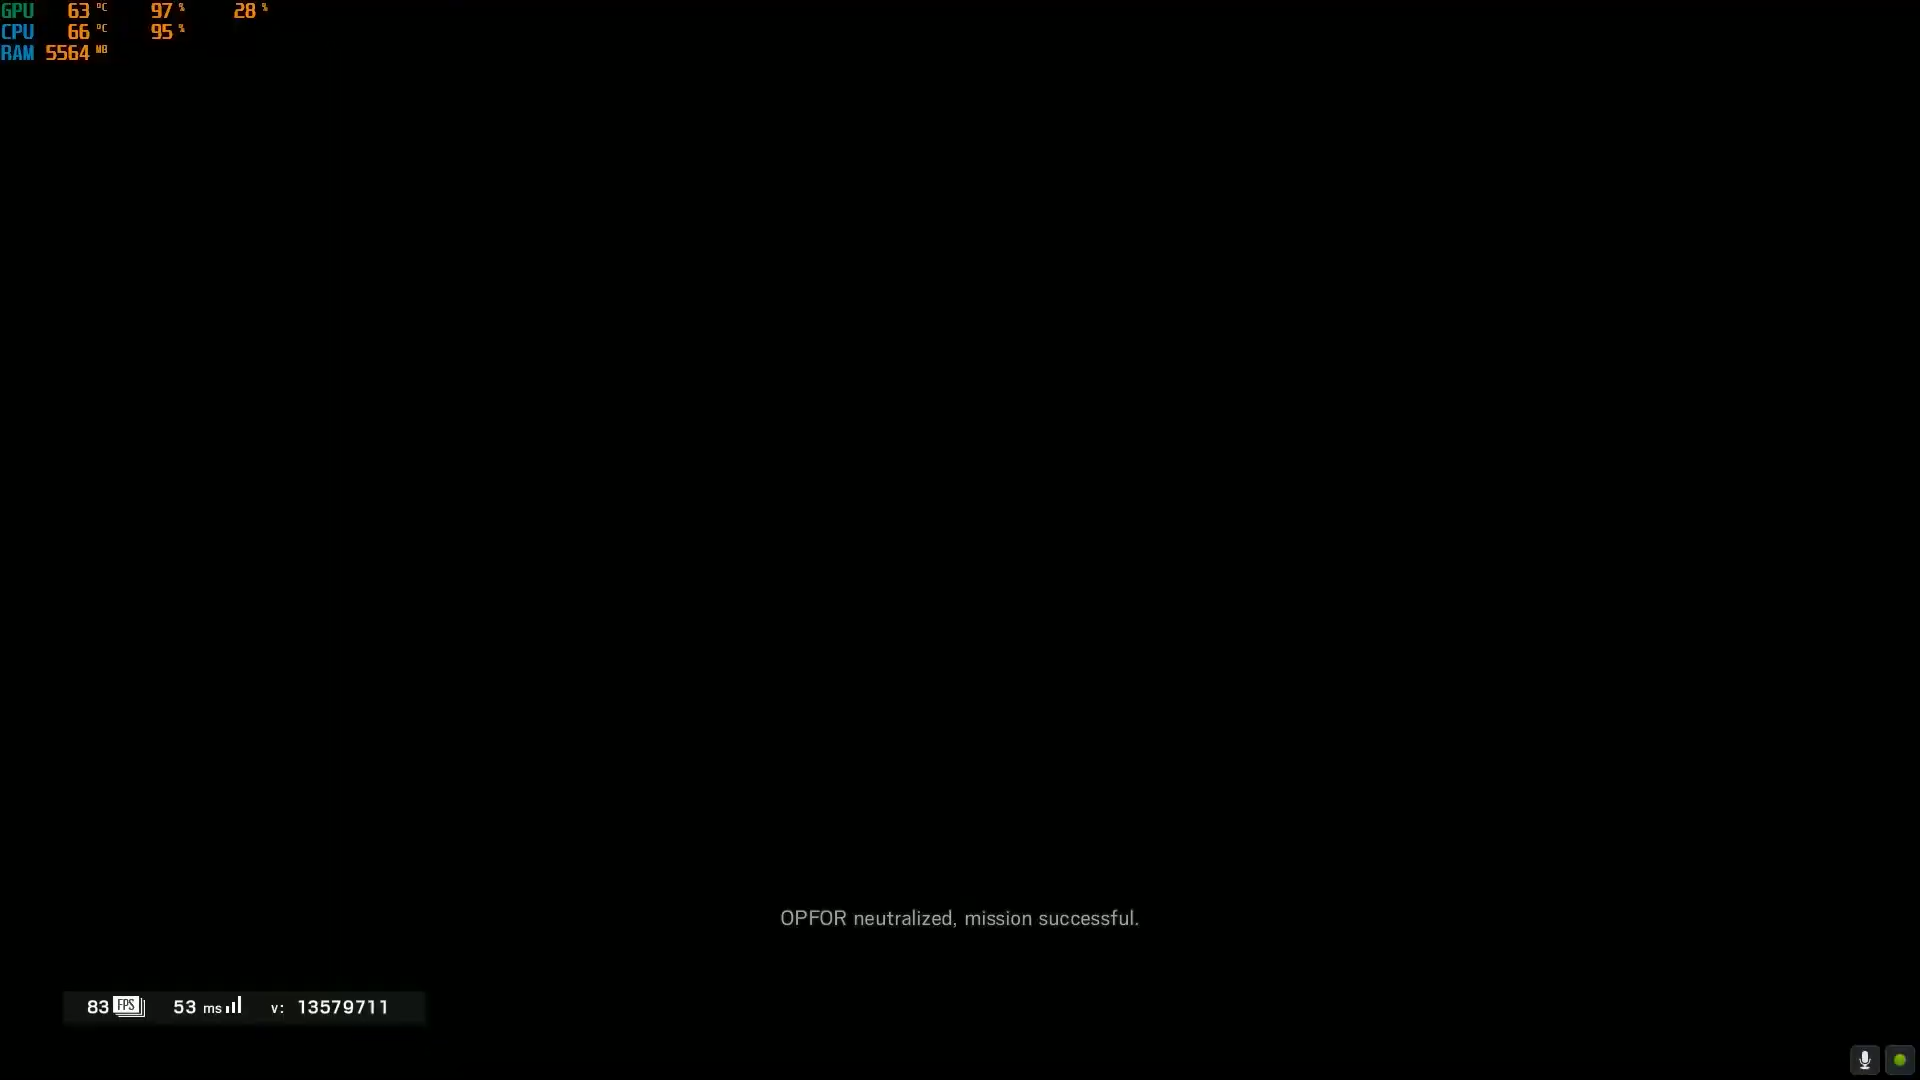 GPU 63 °C 97 % 28 %
CPU 66 °C 95 %
RAM 5564 MB
OPFOR neutralized, mission successful.
83 FPS 53 ms v: 13579711